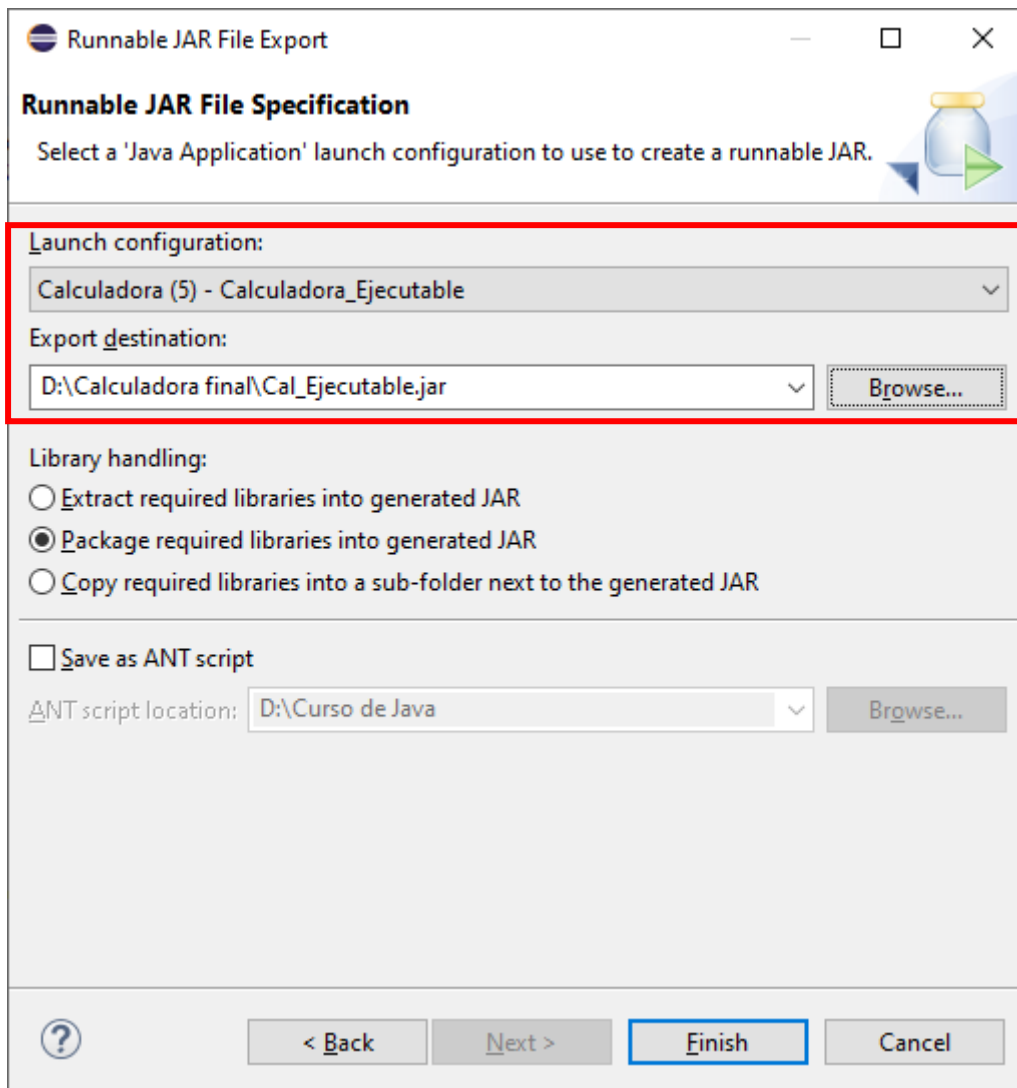 Runnable JAR File Export
Runnable JAR File Specification
Select a 'Java Application' launch configuration to use to create a runnable JAR.
Launch configuration:
Calculadora (5) - Calculadora_Ejecutable
Export destination:
D:\Calculadora final\Cal_Ejecutable.jar
Browse...
Library handling:
Extract required libraries into generated JAR
Package required libraries into generated JAR
Copy required libraries into a sub-folder next to the generated JAR
Save as ANT script
ANT script location: D:\Curso de Java Browse...
? < Back Next > Finish Cancel